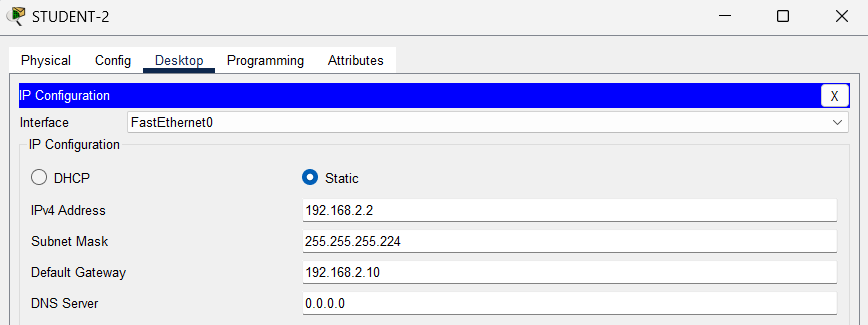 STUDENT-2
Physical Config Desktop Programming Attributes
IP Configuration X
Interface FastEthernet0
IP Configuration
DHCP Static
IPv4 Address 192.168.2.2
Subnet Mask 255.255.255.224
Default Gateway 192.168.2.10
DNS Server 0.0.0.0